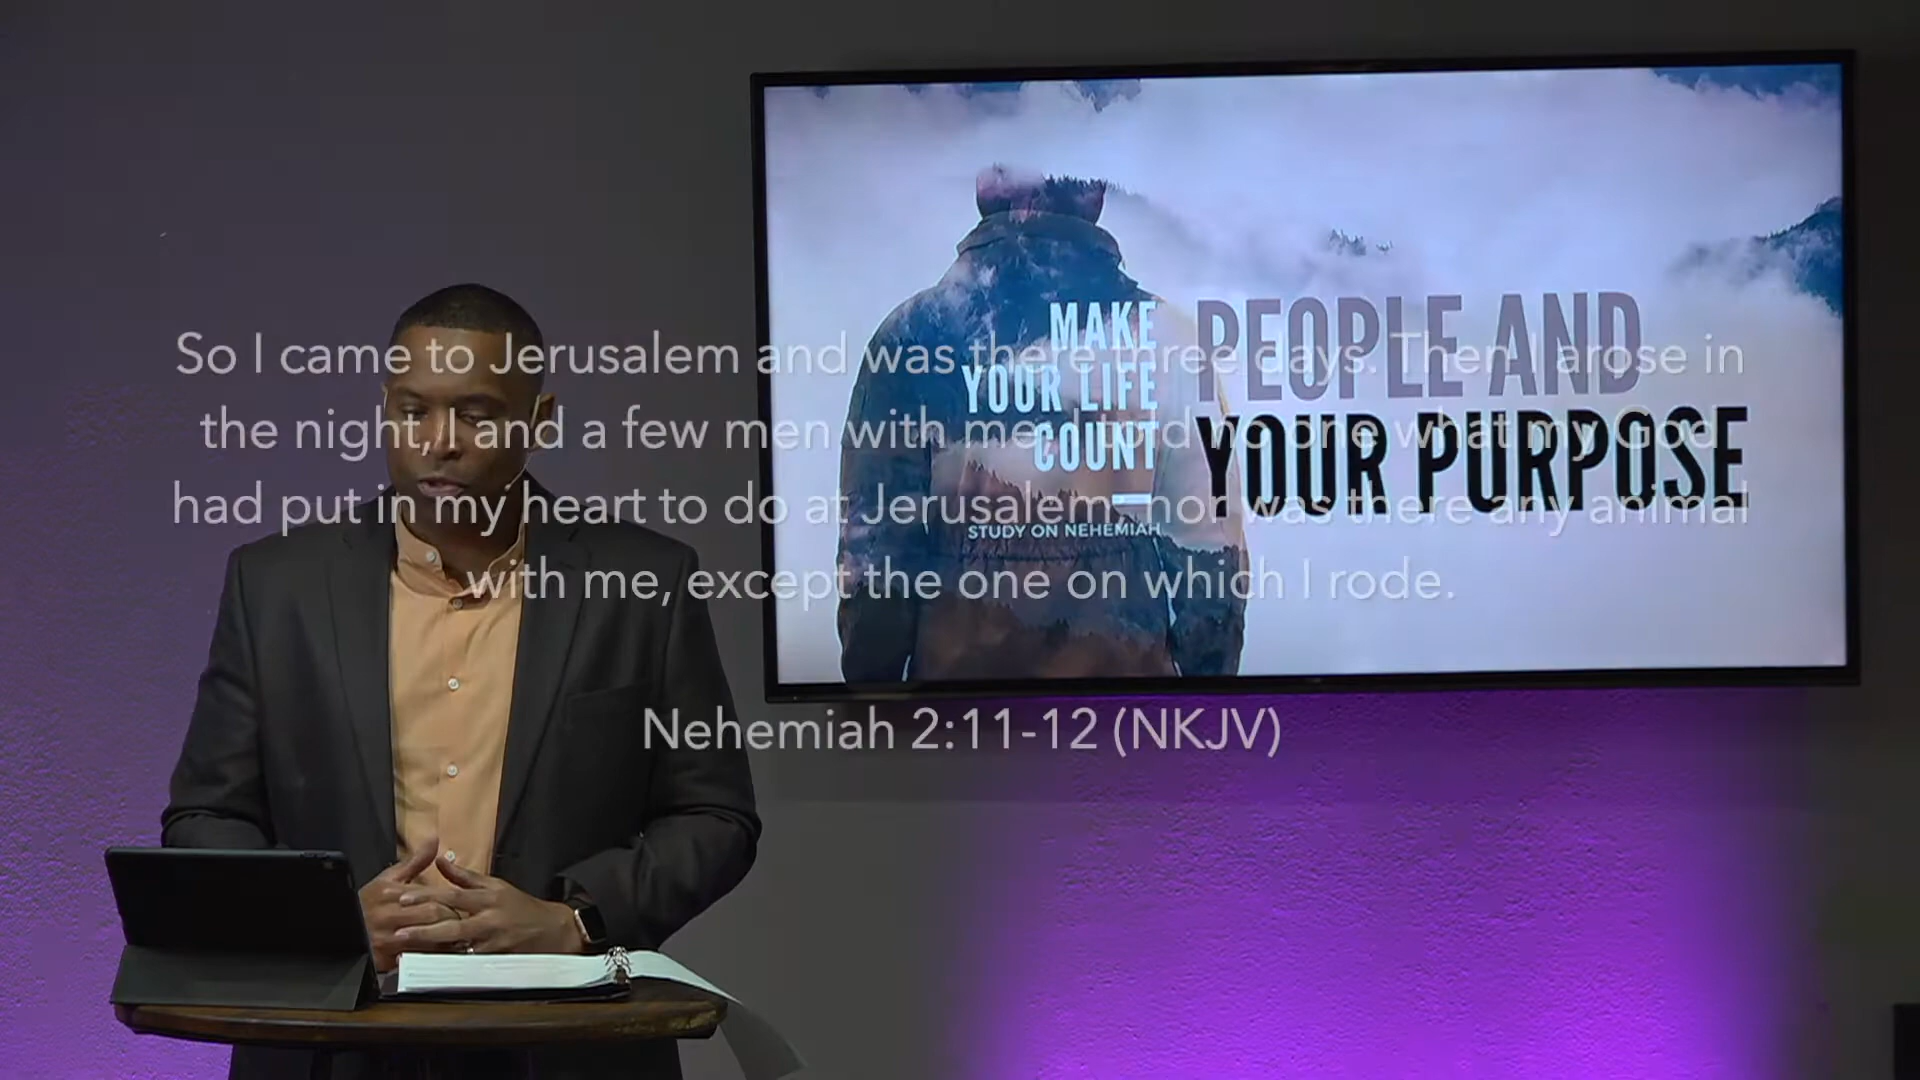 So I came to Jerusalem and was there three days. Then I arose in
the night, I and a few men with me; I told no one what my God
had put in my heart to do at Jerusalem; nor was there any animal
with me, except the one on which I rode.
Nehemiah 2:11-12 (NKJV)
MAKE
YOUR LIFE
COUNT
STUDY ON NEHEMIAH
PEOPLE AND
YOUR PURPOSE